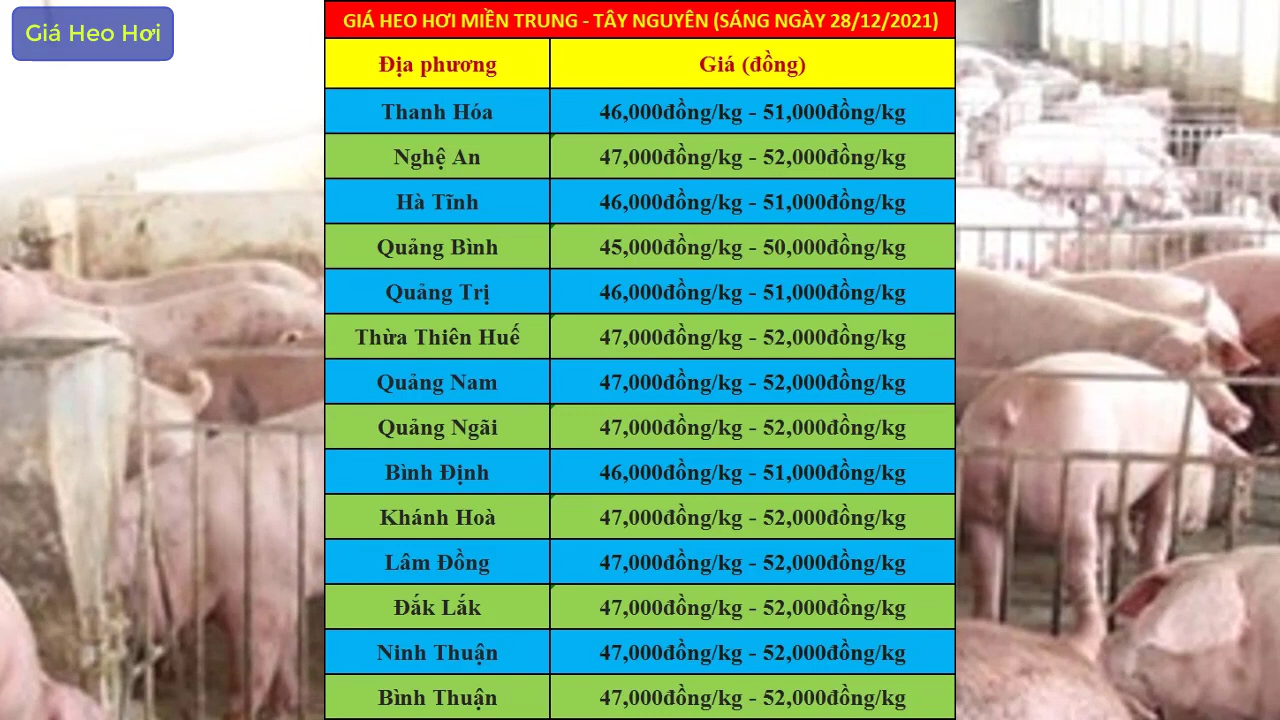 Giá Heo Hơi
GIÁ HEO HƠI MIỀN TRUNG - TÂY NGUYÊN (SÁNG NGÀY 28/12/2021)
Địa phương Giá (đồng)
Thanh Hóa 46,000đồng/kg - 51,000đồng/kg
Nghệ An 47,000đồng/kg - 52,000đồng/kg
Hà Tĩnh 46,000đồng/kg - 51,000đồng/kg
Quảng Bình 45,000đồng/kg - 50,000đồng/kg
Quảng Trị 46,000đồng/kg - 51,000đồng/kg
Thừa Thiên Huế 47,000đồng/kg - 52,000đồng/kg
Quảng Nam 47,000đồng/kg - 52,000đồng/kg
Quảng Ngãi 47,000đồng/kg - 52,000đồng/kg
Bình Định 46,000đồng/kg - 51,000đồng/kg
Khánh Hoà 47,000đồng/kg - 52,000đồng/kg
Lâm Đồng 47,000đồng/kg - 52,000đồng/kg
Đắk Lắk 47,000đồng/kg - 52,000đồng/kg
Ninh Thuận 47,000đồng/kg - 52,000đồng/kg
Bình Thuận 47,000đồng/kg - 52,000đồng/kg